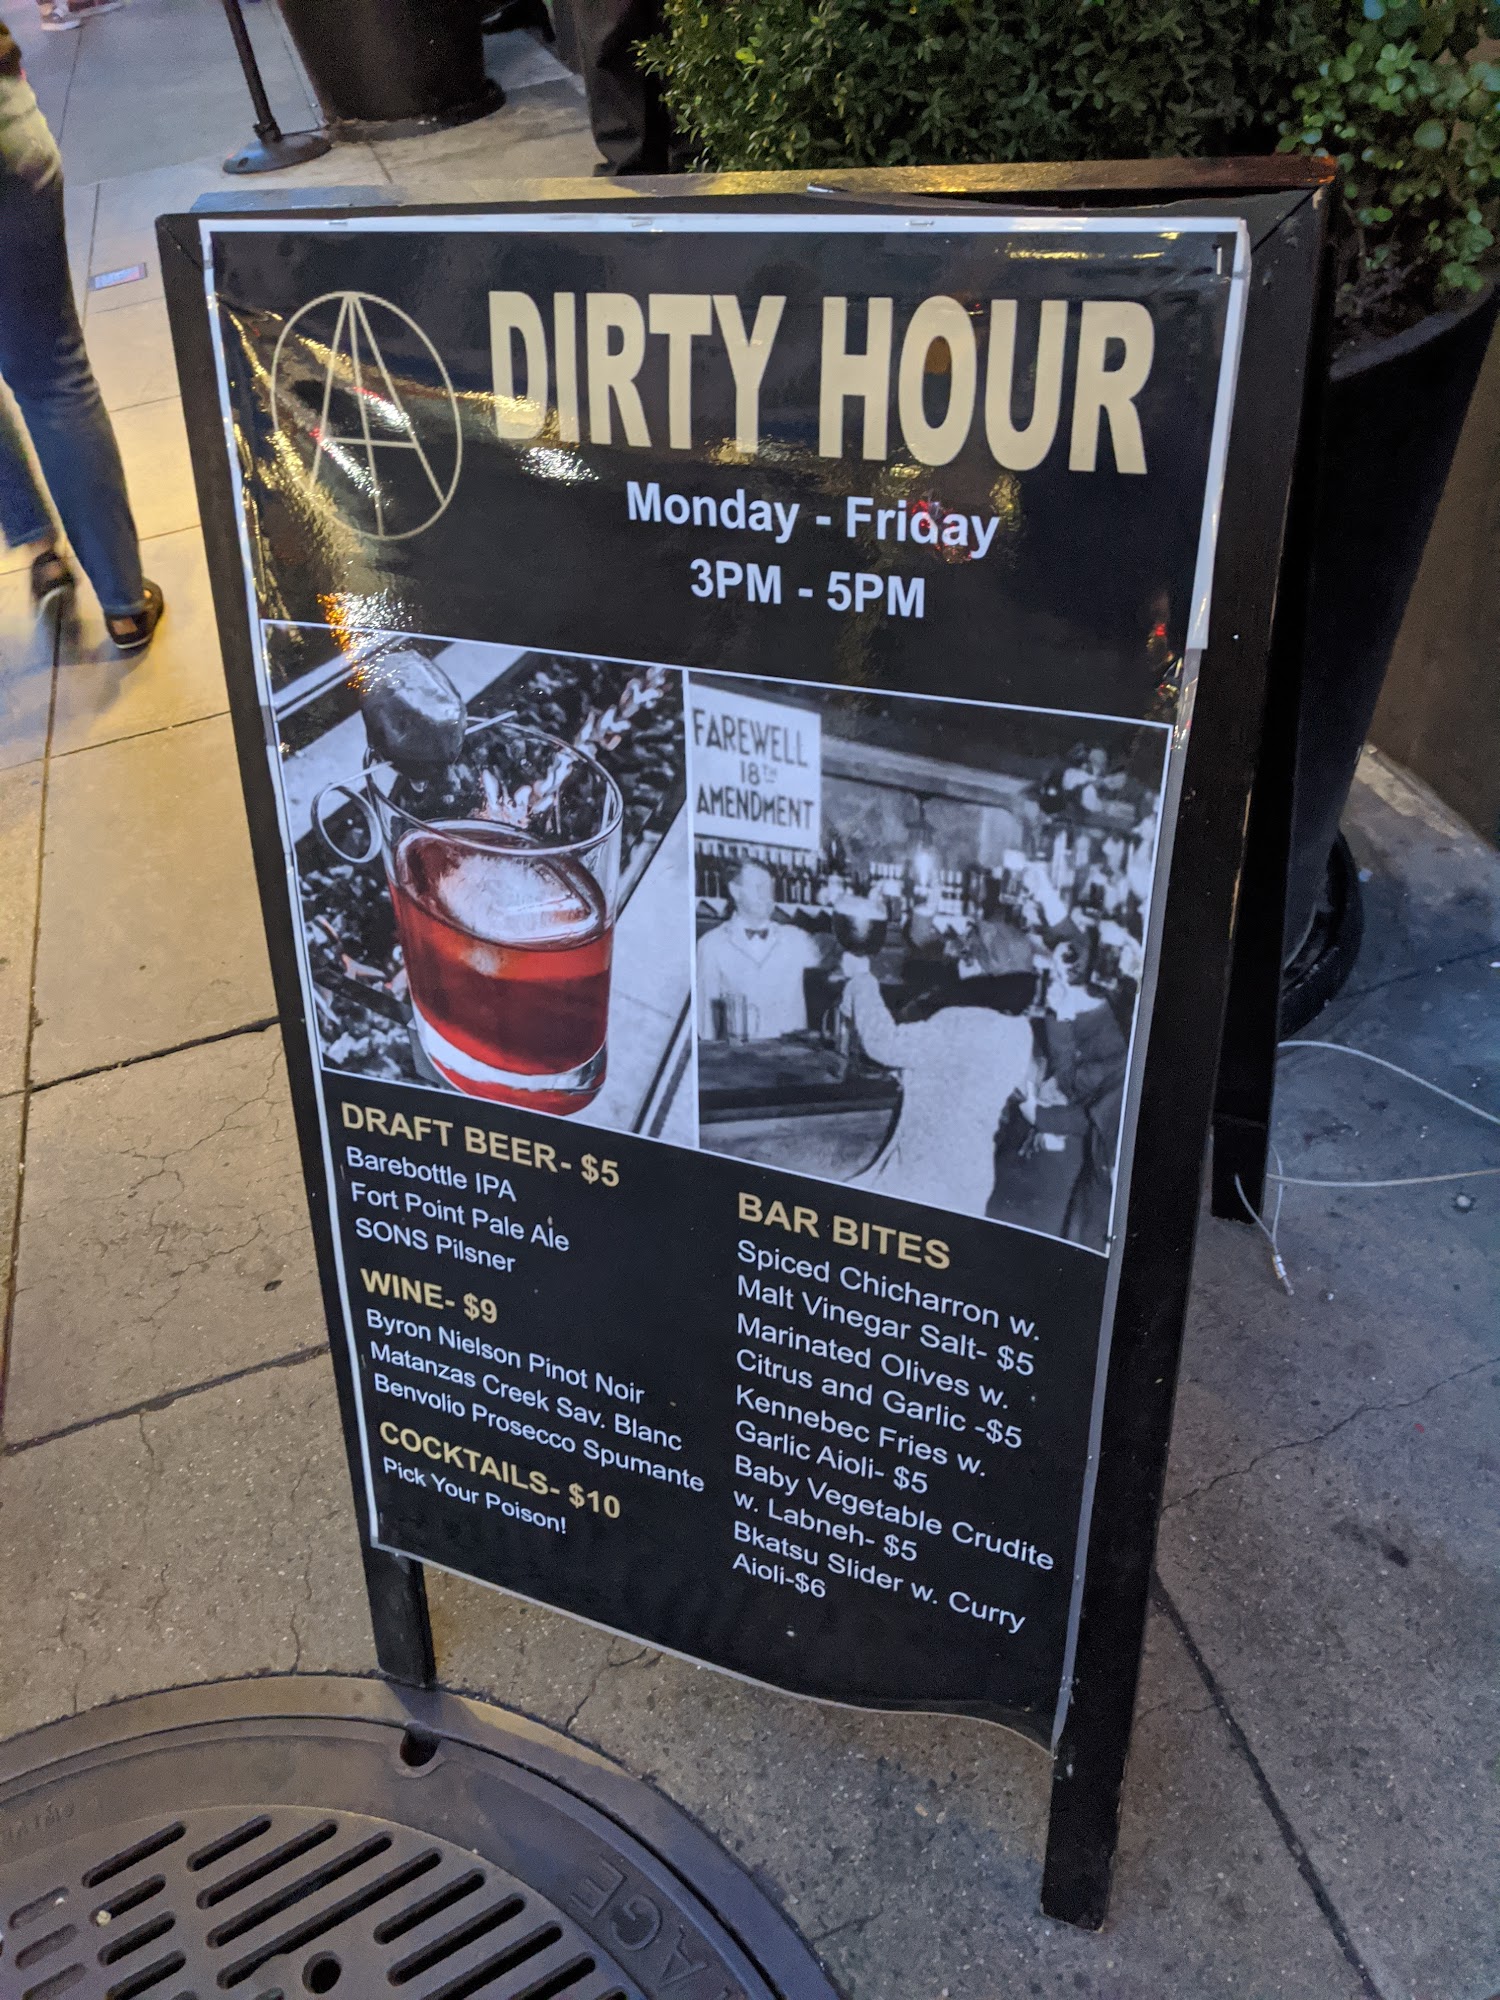 DIRTY HOUR
Monday - Friday
3PM - 5PM
FAREWELL
18TH
AMENDMENT
DRAFT BEER- $5
Barebottle IPA
Fort Point Pale Ale
SONS Pilsner
WINE- $9
Byron Nielson Pinot Noir
Matanzas Creek Sav. Blanc
Benvolio Prosecco Spumante
COCKTAILS- $10
Pick Your Poison!
BAR BITES
Spiced Chicharron w.
Malt Vinegar Salt- $5
Marinated Olives w.
Citrus and Garlic -$5
Kennebec Fries w.
Garlic Aioli- $5
Baby Vegetable Crudite
w. Labneh- $5
Bkatsu Slider w. Curry
Aioli-$6